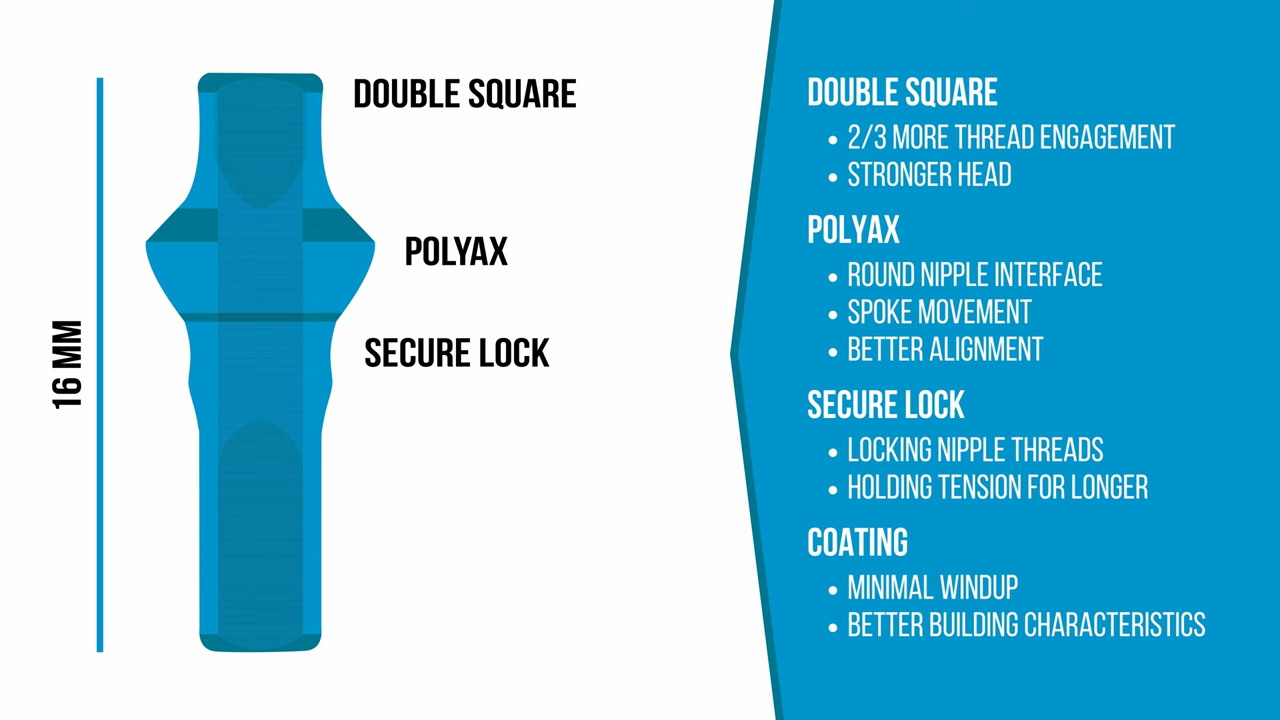 16 MM
DOUBLE SQUARE
POLYAX
SECURE LOCK
DOUBLE SQUARE
• 2/3 MORE THREAD ENGAGEMENT
• STRONGER HEAD
POLYAX
• ROUND NIPPLE INTERFACE
• SPOKE MOVEMENT
• BETTER ALIGNMENT
SECURE LOCK
• LOCKING NIPPLE THREADS
• HOLDING TENSION FOR LONGER
COATING
• MINIMAL WINDUP
• BETTER BUILDING CHARACTERISTICS